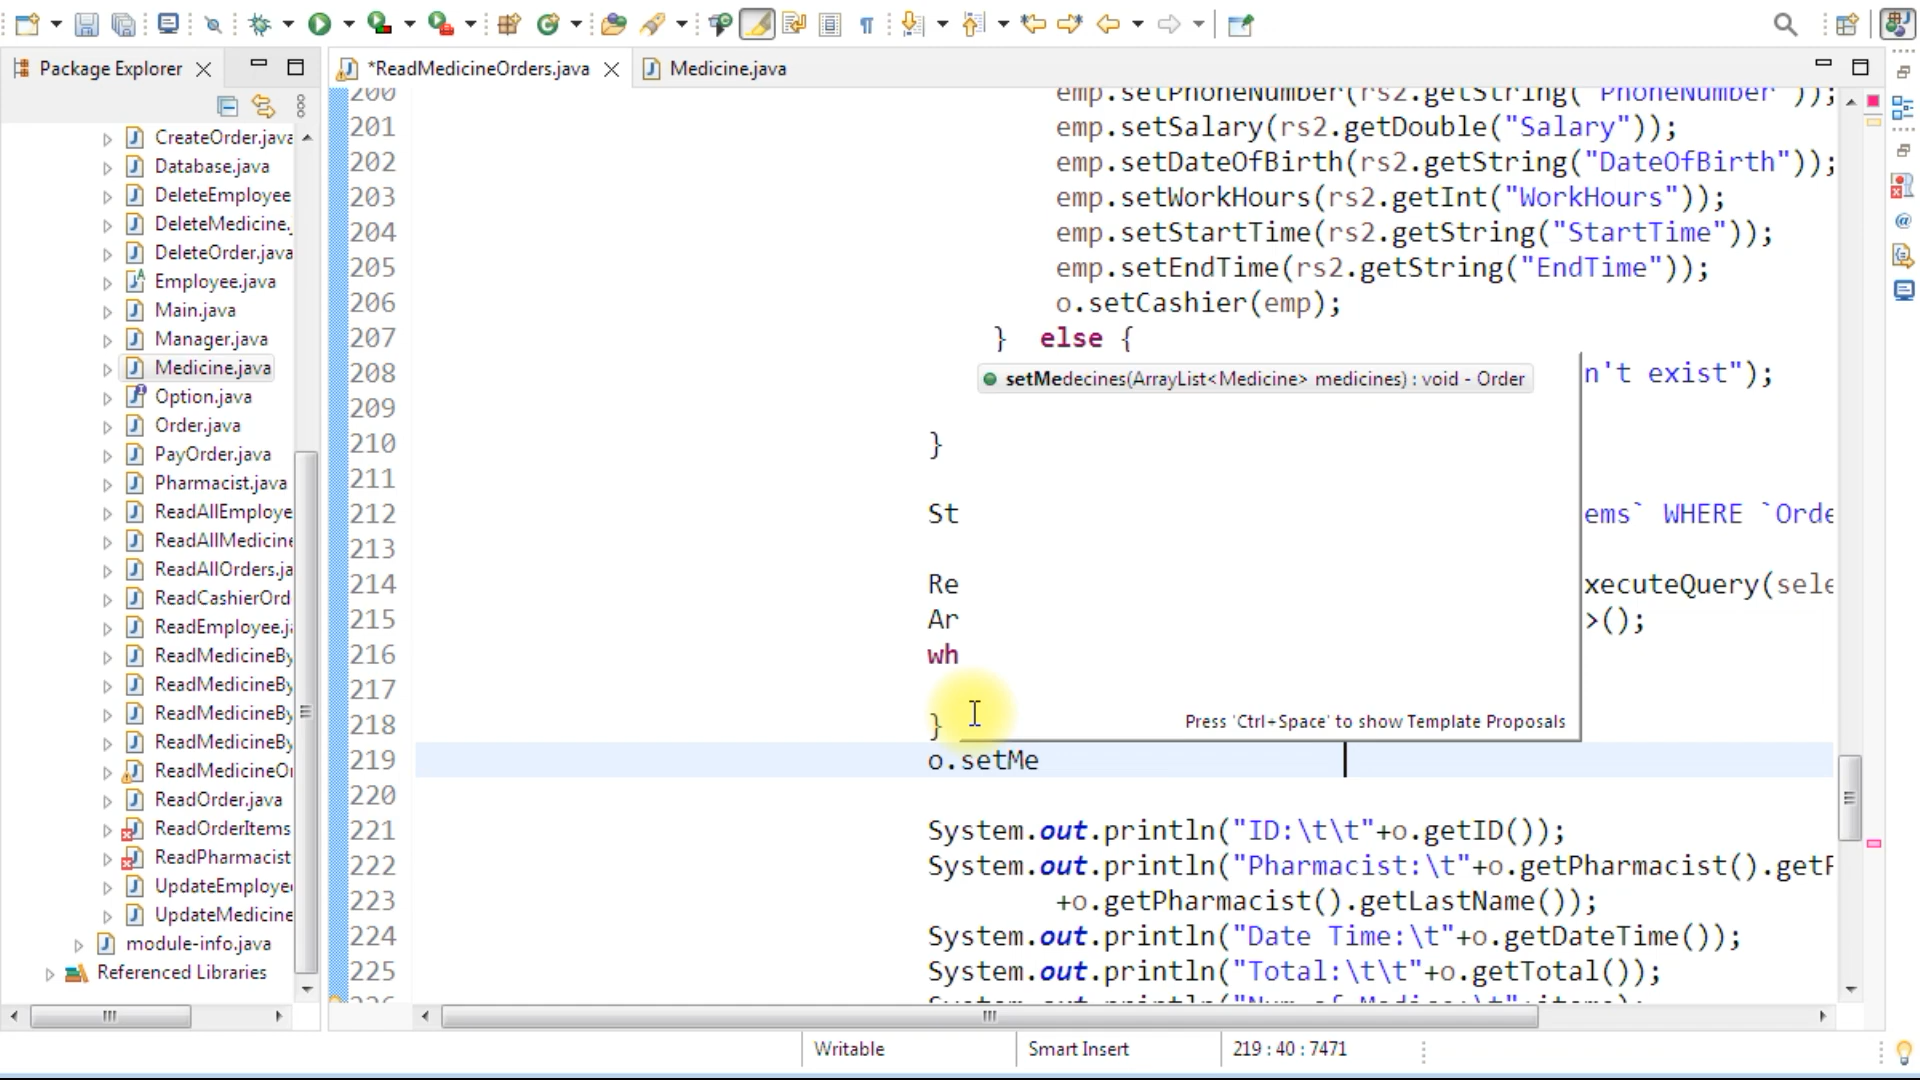 Package Explorer
*ReadMedicineOrders.java
Medicine.java
CreateOrder.java
Database.java
DeleteEmployee
DeleteMedicine.
DeleteOrder.java
Employee.java
Main.java
Manager.java
Medicine.java
Option.java
Order.java
PayOrder.java
Pharmacist.java
ReadAllEmploye
ReadAllMedicine
ReadAllOrders.ja
ReadCashierOrd
ReadEmployee.ja
ReadMedicineBy
ReadMedicineBy
ReadMedicineBy
ReadMedicineBy
ReadMedicineOr
ReadOrder.java
ReadOrderItems
ReadPharmacist
UpdateEmployee
UpdateMedicine
module-info.java
Referenced Libraries
200 emp.setPhoneNumber(rs2.getString("PhoneNumber"));
201 emp.setSalary(rs2.getDouble("Salary"));
202 emp.setDateOfBirth(rs2.getString("DateOfBirth"));
203 emp.setWorkHours(rs2.getInt("WorkHours"));
204 emp.setStartTime(rs2.getString("StartTime"));
205 emp.setEndTime(rs2.getString("EndTime"));
206 o.setCashier(emp);
207 } else {
208 n't exist");
209
210 }
211
212 St ems` WHERE `Orde
213
214 Re xecuteQuery(sele
215 Ar >();
216 wh
217
218 }
219 o.setMe
220
221 System.out.println("ID:\t\t"+o.getID());
222 System.out.println("Pharmacist:\t"+o.getPharmacist().getF
223 +o.getPharmacist().getLastName());
224 System.out.println("Date Time:\t"+o.getDateTime());
225 System.out.println("Total:\t\t"+o.getTotal());
setMedecines(ArrayList<Medicine> medicines) : void - Order
Press 'Ctrl+Space' to show Template Proposals
Writable
Smart Insert
219 : 40 : 7471